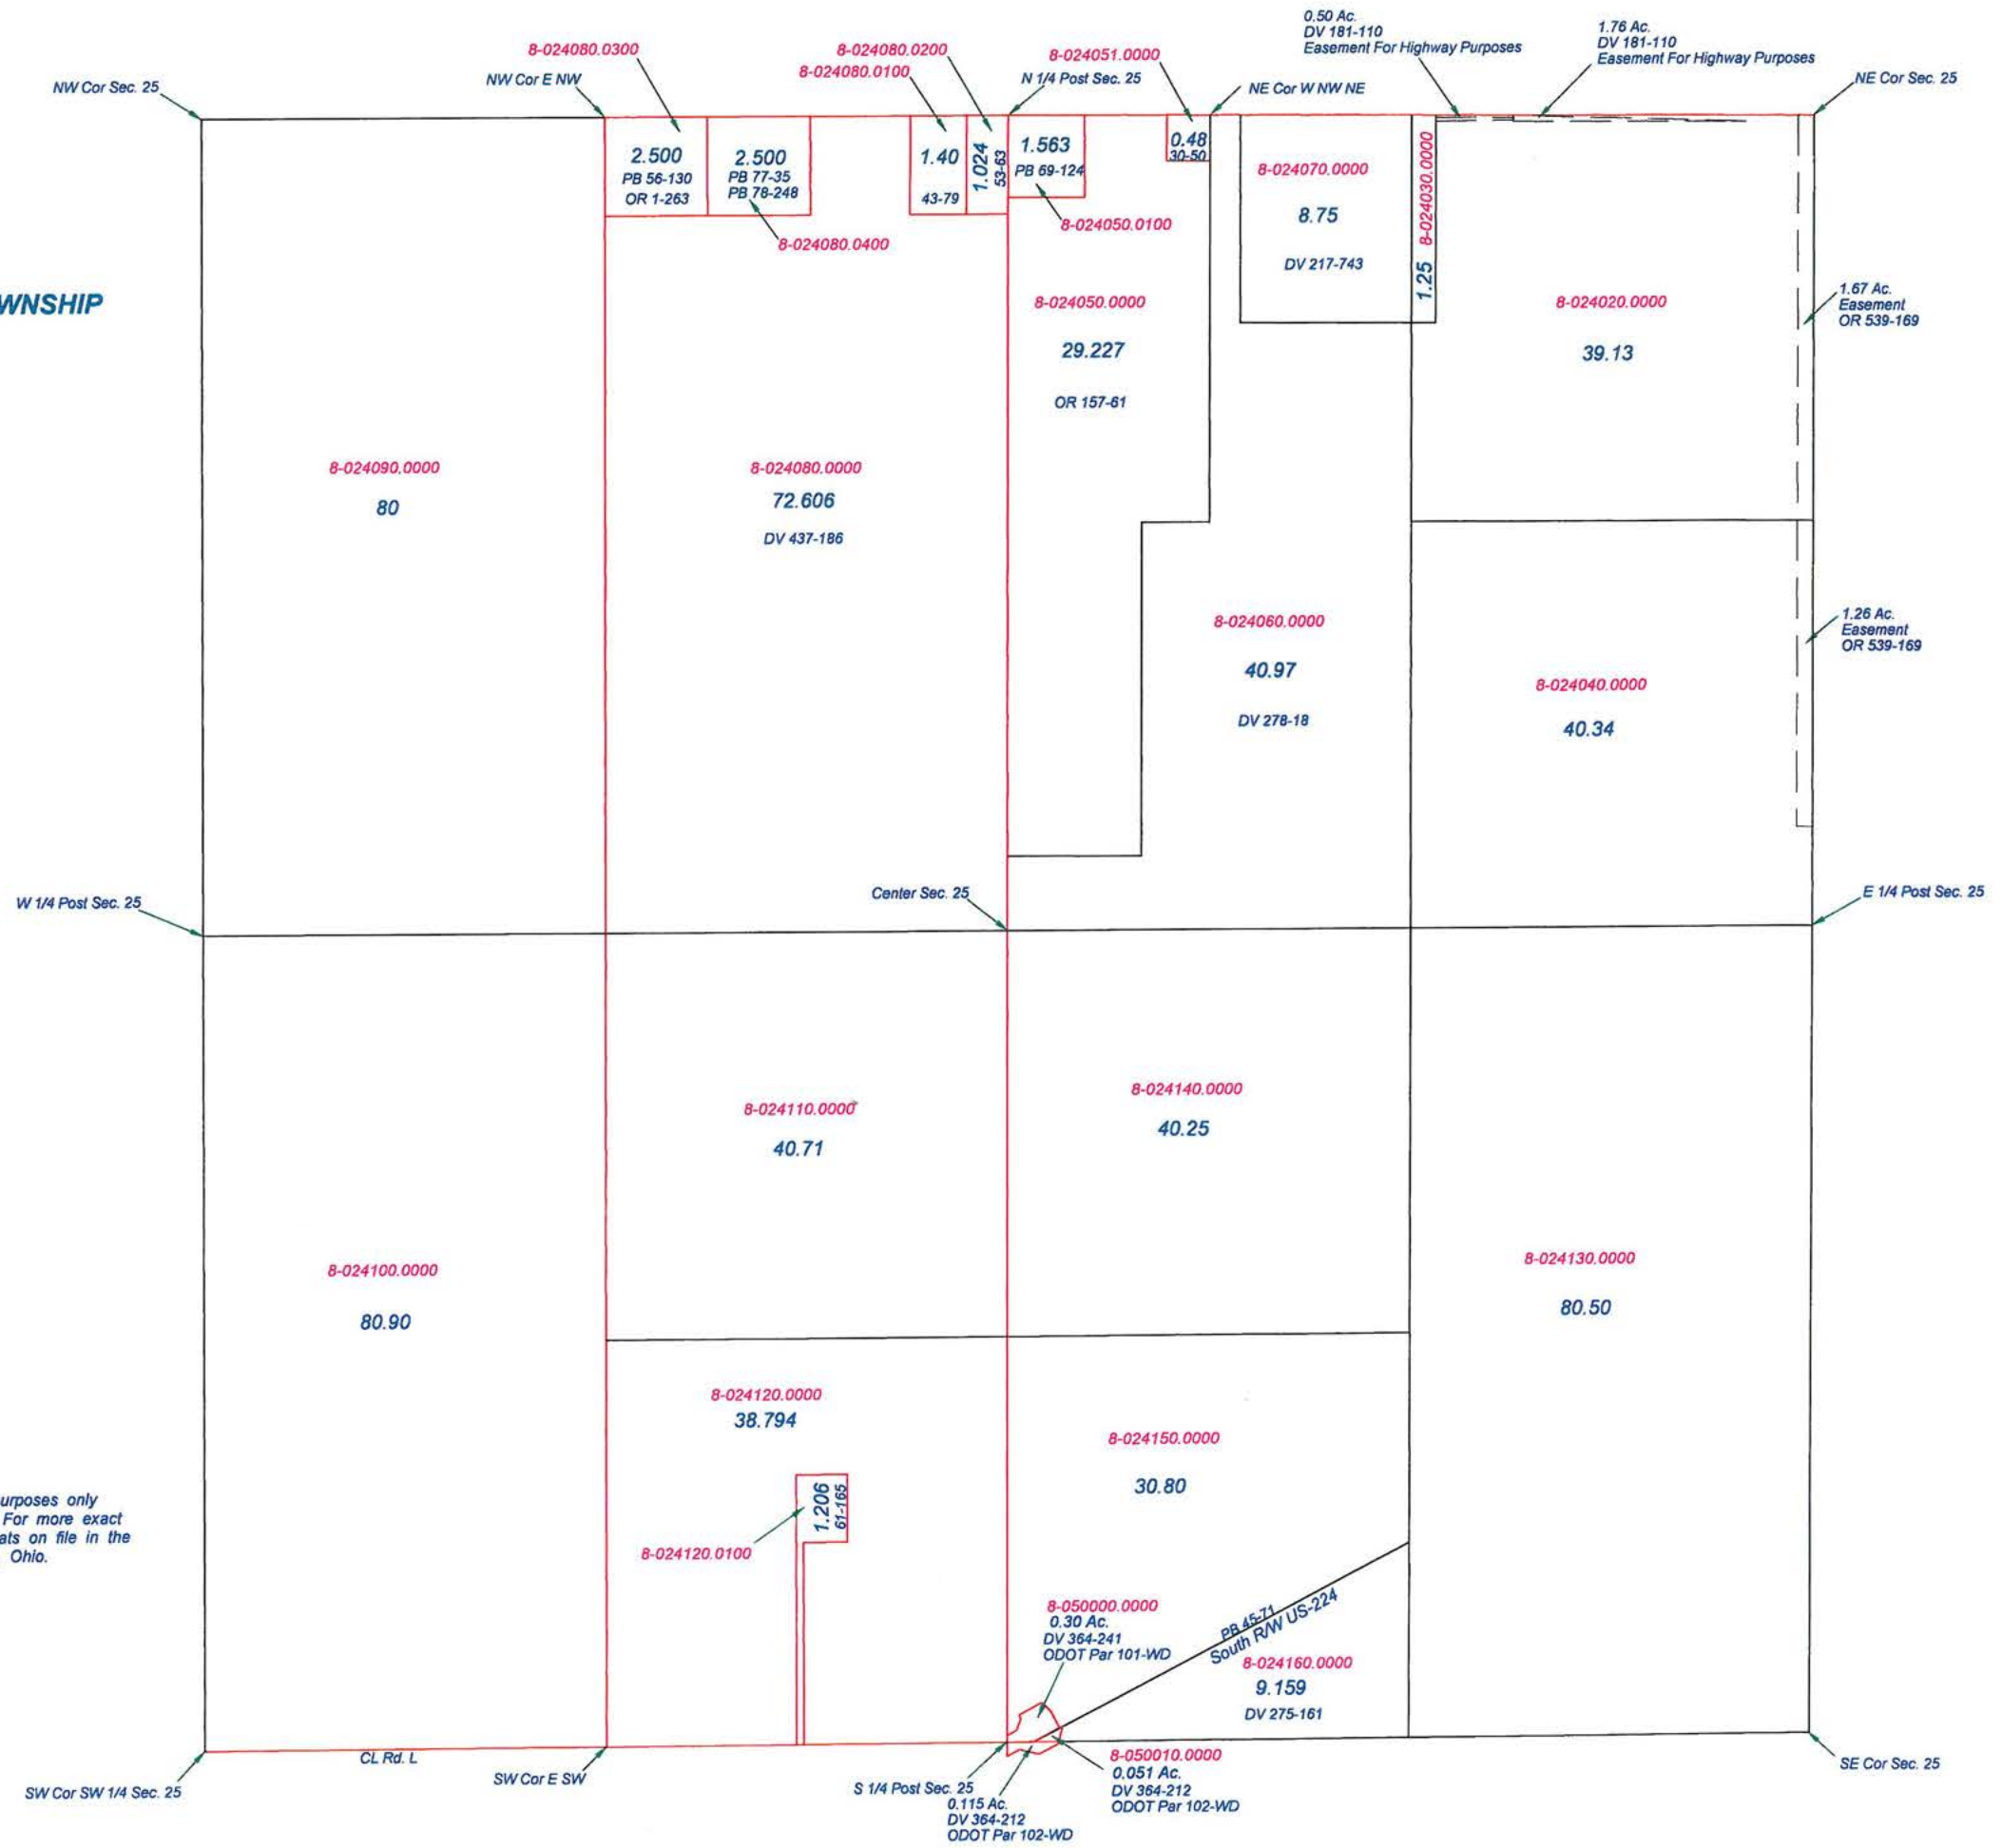 0.50 Ac.
DV 181-110
Easement For Highway Purposes
1.76 Ac.
DV 181-110
Easement For Highway Purposes
8-024080.0300
8-024080.0200
8-024080.0100
8-024051.0000
NW Cor Sec. 25
NW Cor E NW
N 1/4 Post Sec. 25
NE Cor W NW NE
NE Cor Sec. 25
2.500
PB 56-130
OR 1-263
2.500
PB 77-35
PB 78-248
8-024080.0400
1.40
43-79
1.024
53-63
1.563
PB 69-124
8-024050.0100
0.48
30-50
8-024070.0000
8.75
DV 217-743
8-024030.0000
1.25
WNSHIP
8-024050.0000
29.227
OR 157-61
8-024020.0000
39.13
1.67 Ac.
Easement
OR 539-169
8-024090.0000
80
8-024080.0000
72.606
DV 437-186
8-024060.0000
40.97
DV 278-18
8-024040.0000
40.34
1.26 Ac.
Easement
OR 539-169
W 1/4 Post Sec. 25
Center Sec. 25
E 1/4 Post Sec. 25
8-024110.0000
40.71
8-024140.0000
40.25
8-024100.0000
80.90
8-024130.0000
80.50
8-024120.0000
38.794
1.206
61-165
8-024120.0100
8-024150.0000
30.80
urposes only
For more exact
ats on file in the
Ohio.
8-050000.0000
0.30 Ac.
DV 364-241
ODOT Par 101-WD
PB 45-71
South R/W US-224
8-024160.0000
9.159
DV 275-161
CL Rd. L
SW Cor SW 1/4 Sec. 25
SW Cor E SW
S 1/4 Post Sec. 25
0.115 Ac.
DV 364-212
ODOT Par 102-WD
8-050010.0000
0.051 Ac.
DV 364-212
ODOT Par 102-WD
SE Cor Sec. 25